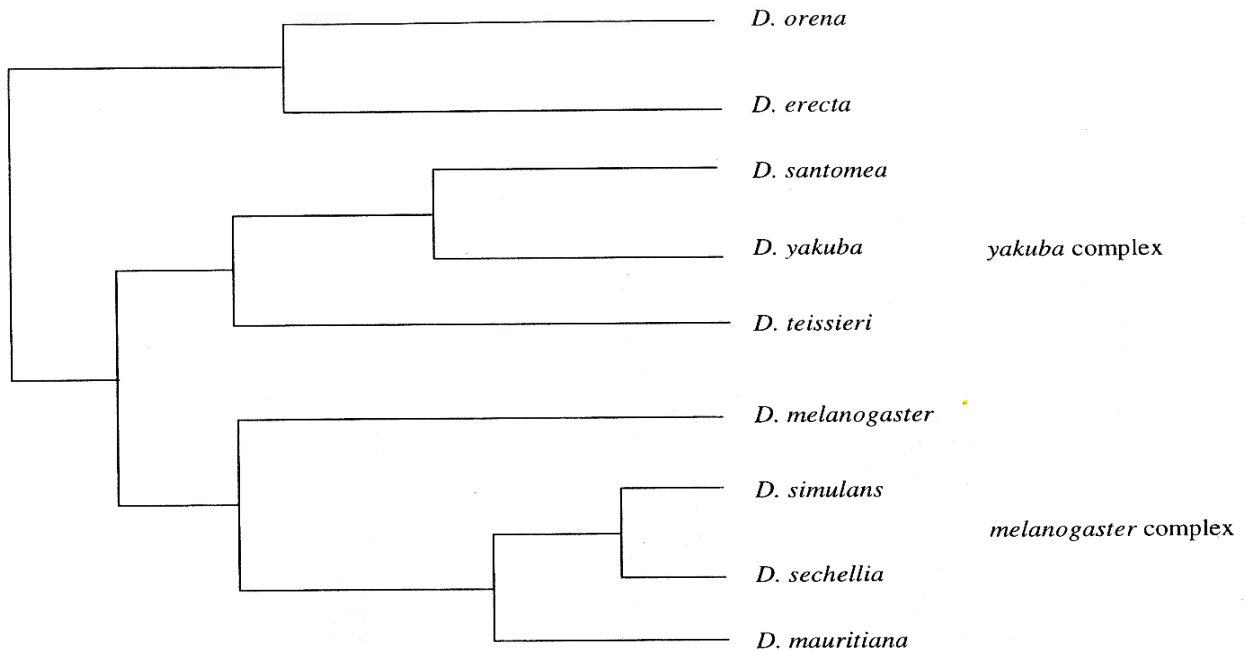 D. orena
D. erecta
D. santomea
D. yakuba
yakuba complex
D. teissieri
D. melanogaster
D. simulans
melanogaster complex
D. sechellia
D. mauritiana